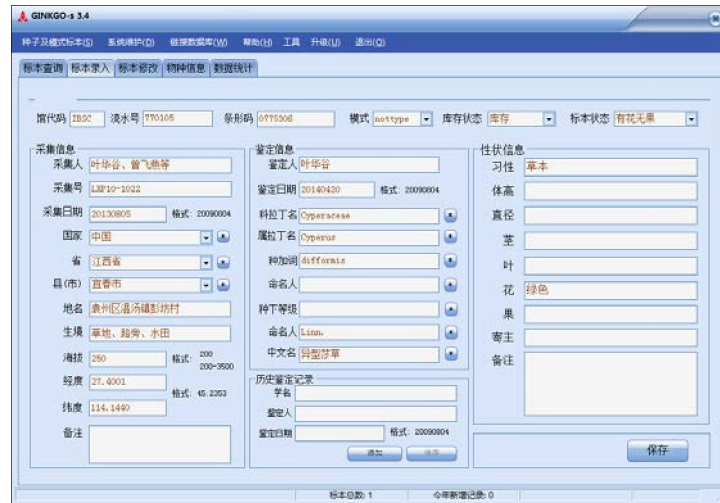 GINKGO-s 3.4
种子及模式标本(S) 系统维护(D) 链接数据库(W) 帮助(H) 工具 升级(U) 退出(Q)
标本查询 标本录入 标本修改 物种信息 数据统计
馆代码 IBSC 流水号 770105 条形码 0775306 模式 nottype 库存状态 库存 标本状态 有花无果
采集信息
采集人 叶华谷、曾飞燕等
采集号 LXP10-1022
采集日期 20130805 格式: 20090804
国家 中国
省 江西省
县(市) 宜春市
地名 袁州区温汤镇彭坊村
生境 草地、路旁、水田
海拔 250 格式: 200
200-3500
经度 27.4001
格式: 45.2353
纬度 114.1440
备注
鉴定信息
鉴定人 叶华谷
鉴定日期 20140420 格式: 20090804
科拉丁名 Cyperaceae
属拉丁名 Cyperus
种加词 difformis
命名人
种下等级
命名人 Linn.
中文名 异型莎草
历史鉴定记录
学名
鉴定人
鉴定日期 格式: 20090804
添加 保存
性状信息
习性 草本
体高
直径
茎
叶
花 绿色
果
寄主
备注
保存
标本总数: 1 今年新增记录: 0